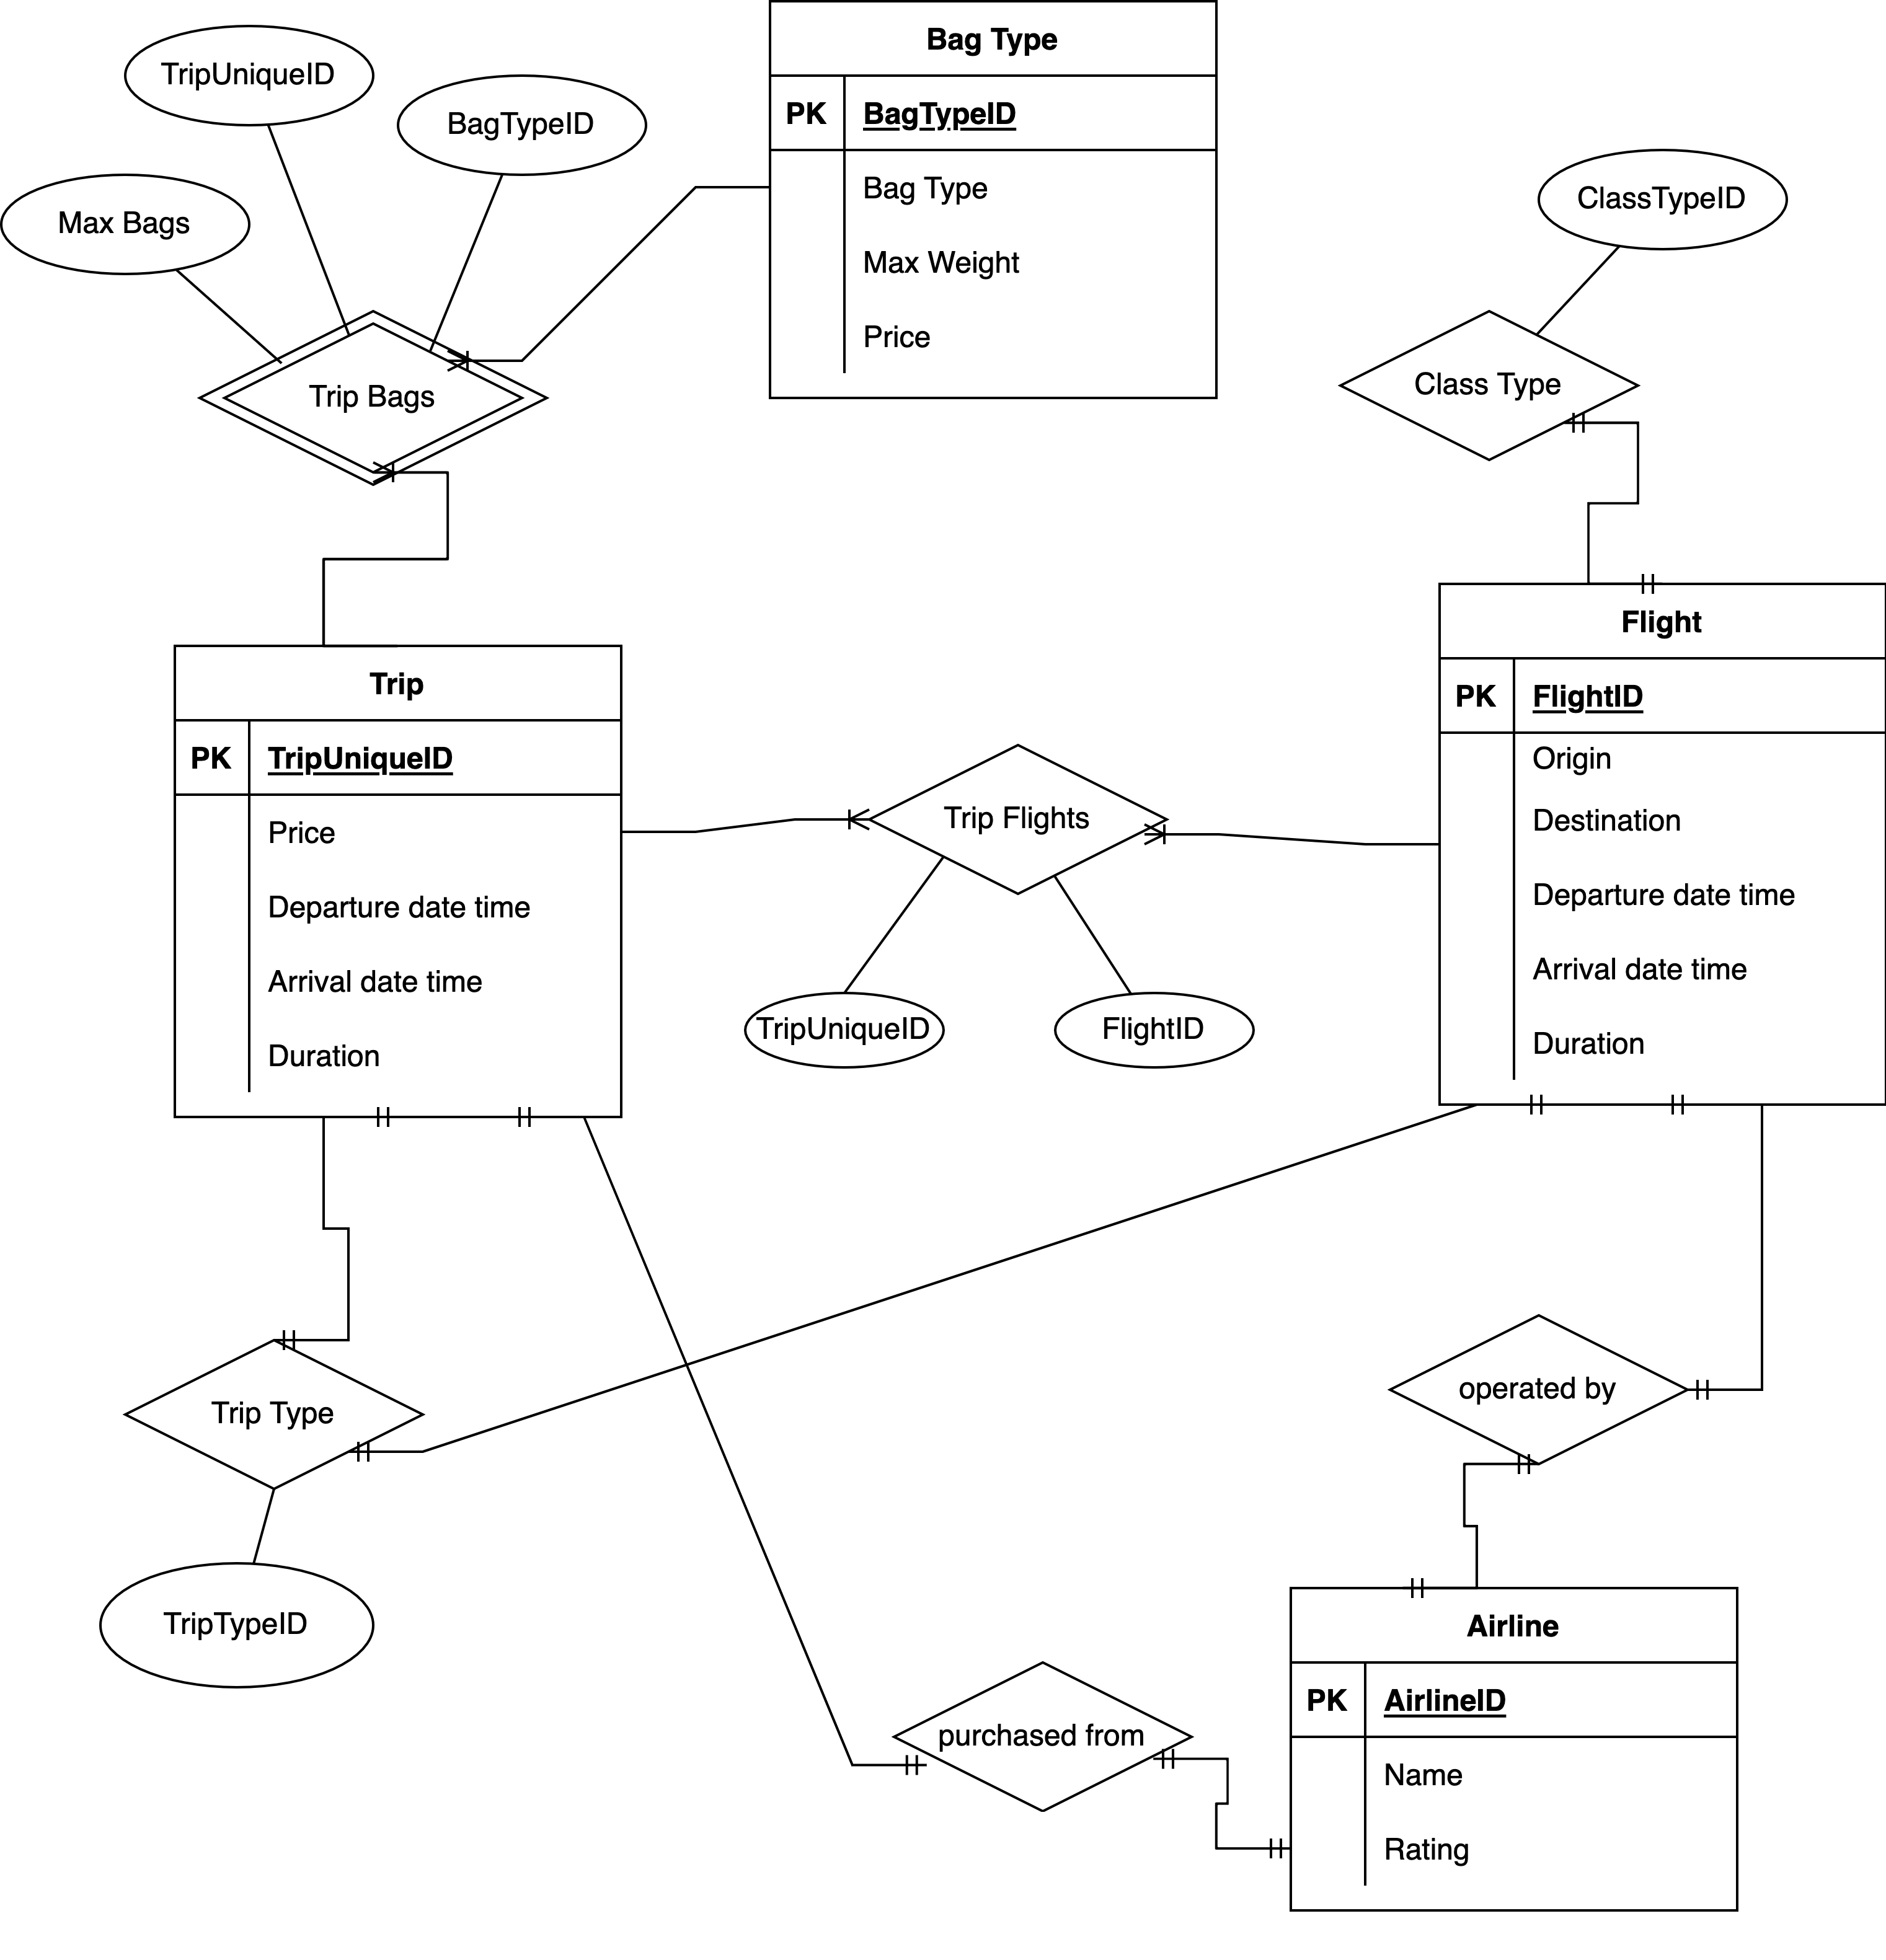 Bag Type
PK BagTypeID
Bag Type
Max Weight
Price
TripUniqueID
BagTypeID
Max Bags
Trip Bags
ClassTypeID
Class Type
Trip
PK TripUniqueID
Price
Departure date time
Arrival date time
Duration
Trip Flights
TripUniqueID
FlightID
Flight
PK FlightID
Origin
Destination
Departure date time
Arrival date time
Duration
Trip Type
TripTypeID
operated by
purchased from
Airline
PK AirlineID
Name
Rating